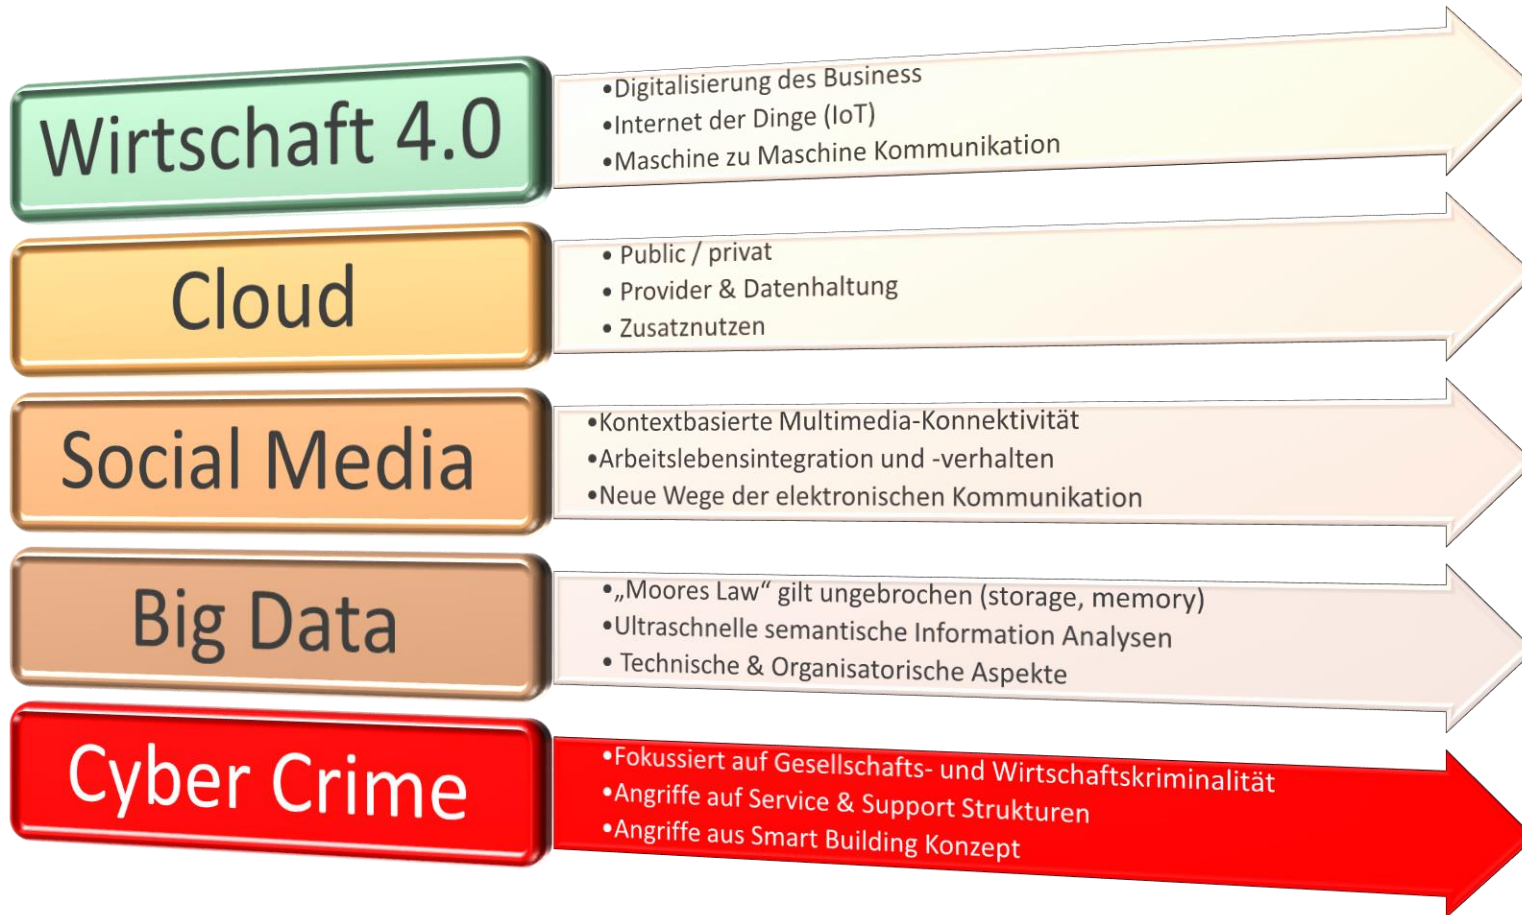 Wirtschaft 4.0
•Digitalisierung des Business
•Internet der Dinge (IoT)
•Maschine zu Maschine Kommunikation
Cloud
• Public / privat
• Provider & Datenhaltung
• Zusatznutzen
Social Media
•Kontextbasierte Multimedia-Konnektivität
•Arbeitslebensintegration und -verhalten
•Neue Wege der elektronischen Kommunikation
Big Data
•„Moores Law“ gilt ungebrochen (storage, memory)
•Ultraschnelle semantische Information Analysen
• Technische & Organisatorische Aspekte
Cyber Crime
•Fokussiert auf Gesellschafts- und Wirtschaftskriminalität
•Angriffe auf Service & Support Strukturen
•Angriffe aus Smart Building Konzept